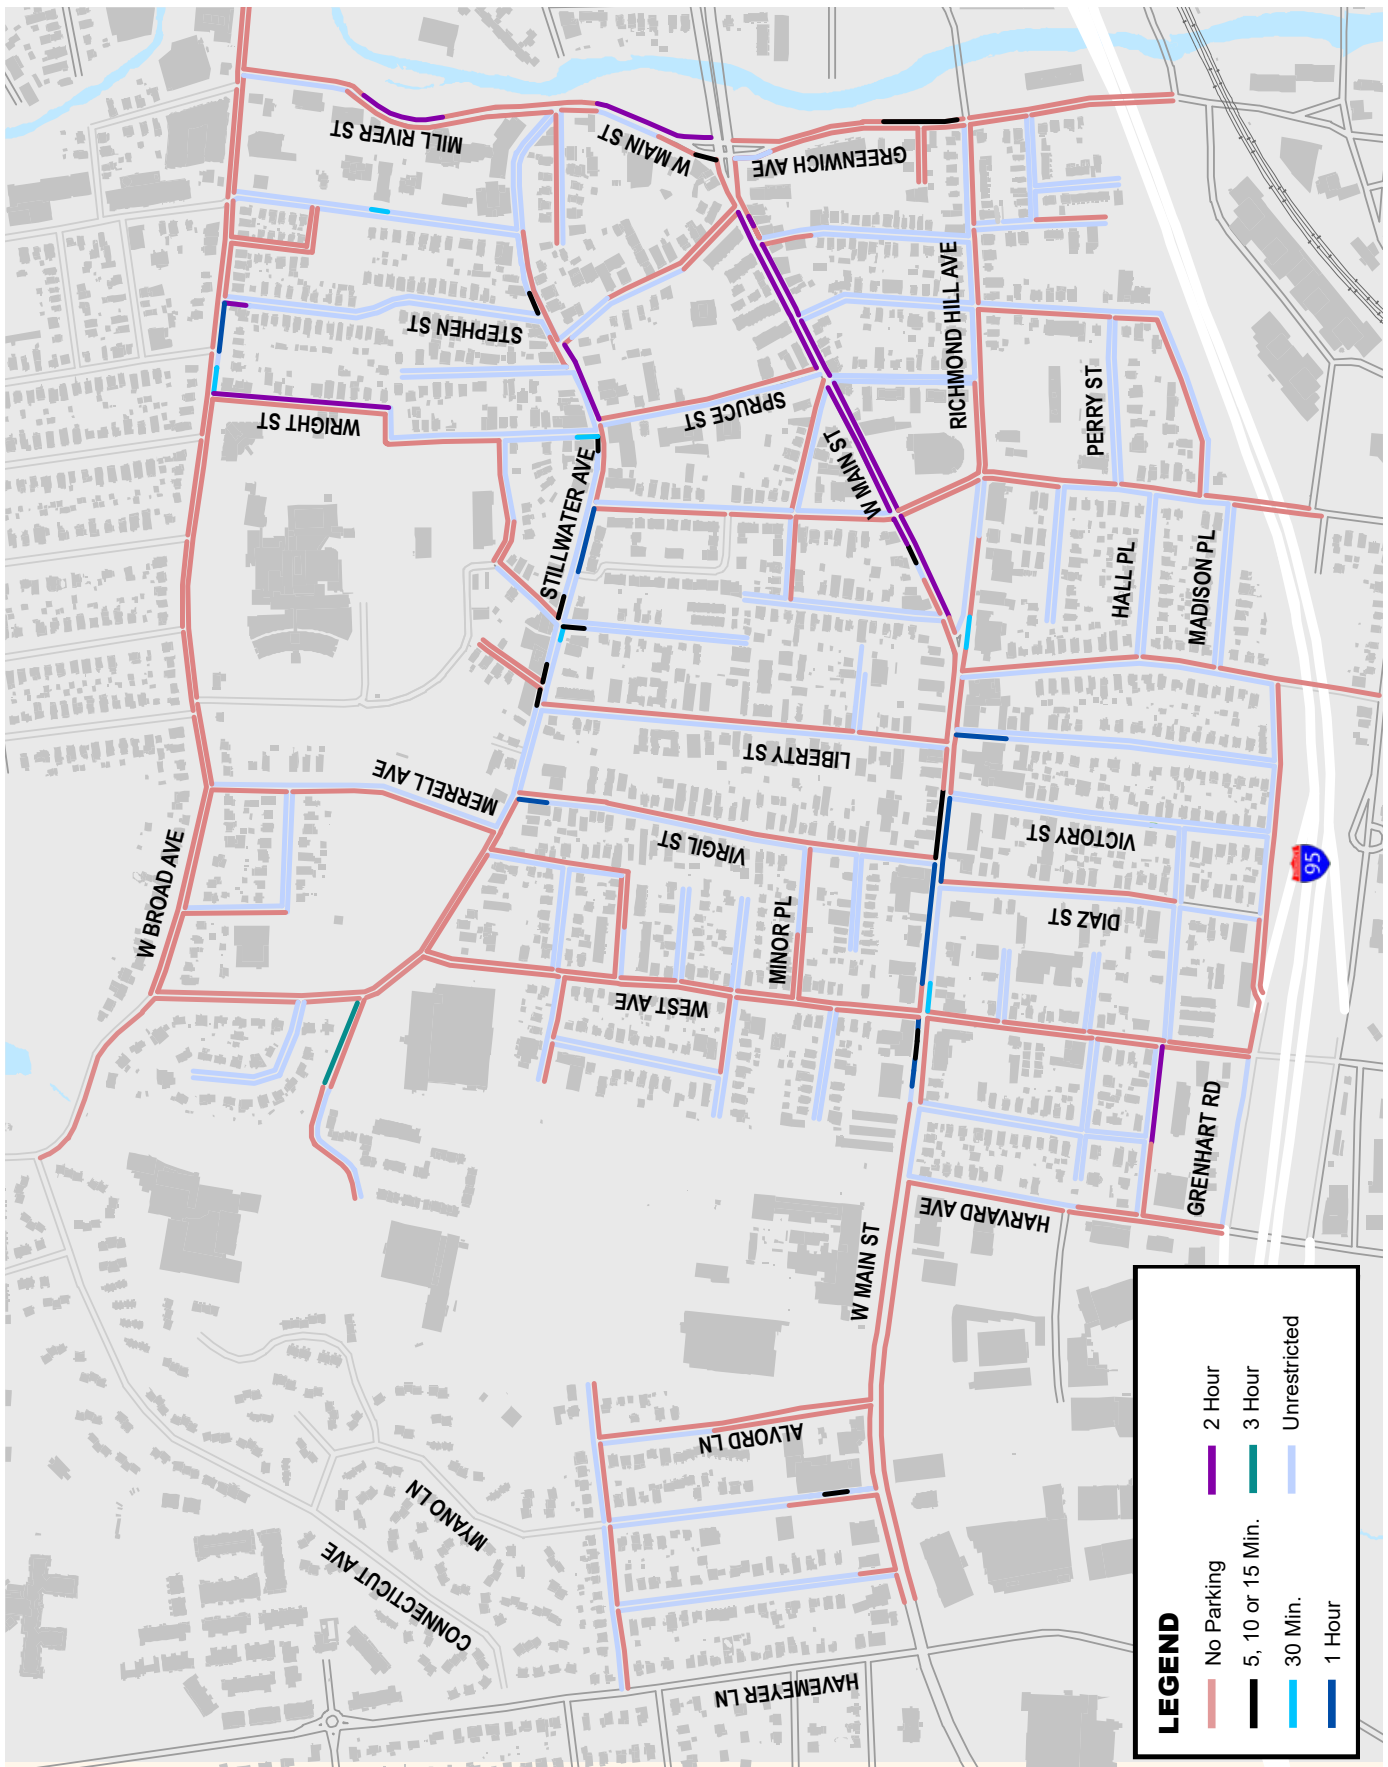 W BROAD AVE
MILL RIVER ST
W MAIN ST
GREENWICH AVE
STEPHEN ST
WRIGHT ST
SPRUCE ST
RICHMOND HILL AVE
PERRY ST
W MAIN ST
STILLWATER AVE
HALL PL
MADISON PL
LIBERTY ST
MERRELL AVE
VIRGIL ST
VICTORY ST
95
MINOR PL
DIAZ ST
WEST AVE
GRENHART RD
HARVARD AVE
W MAIN ST
ALVORD LN
MYANO LN
CONNECTICUT AVE
HAVEMEYER LN
LEGEND
No Parking
5, 10 or 15 Min.
30 Min.
1 Hour
2 Hour
3 Hour
Unrestricted